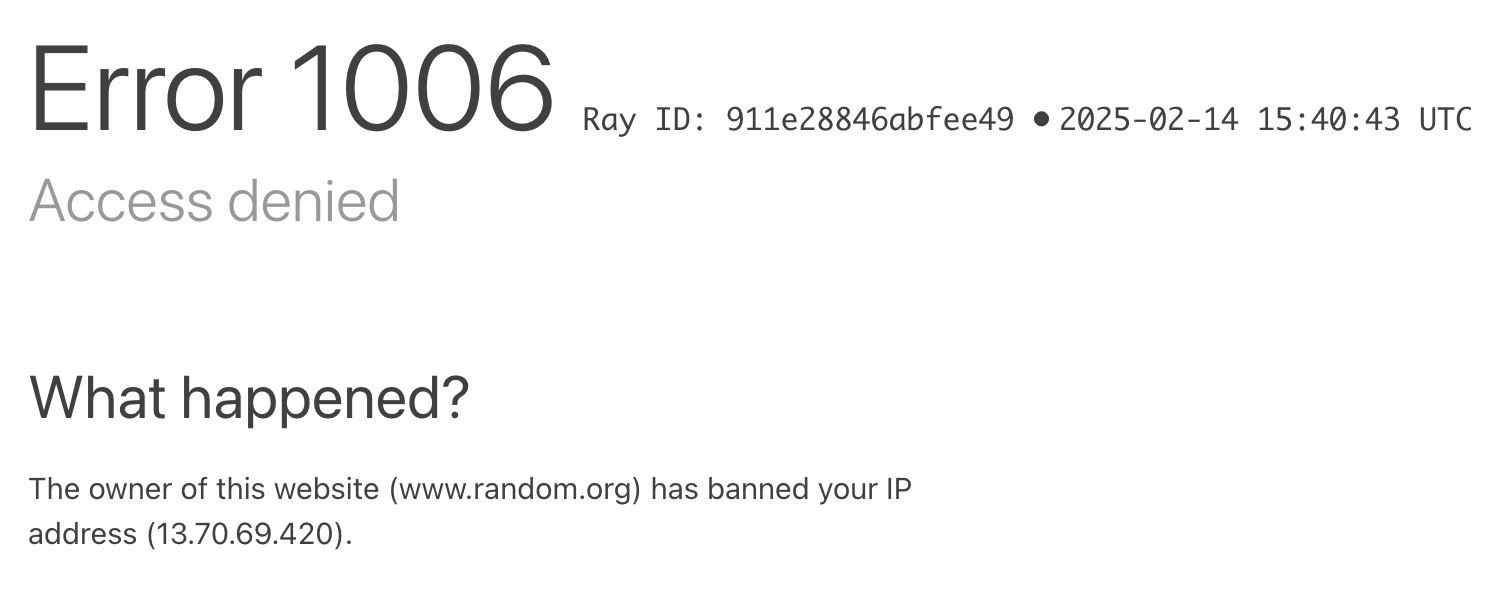 Error 1006 Ray ID: 911e28846abfee49 • 2025-02-14 15:40:43 UTC
Access denied
What happened?
The owner of this website (www.random.org) has banned your IP
address (13.70.69.420).